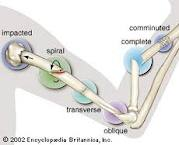 comminuted
complete
impacted
spiral
transverse
oblique
© 2002 Encyclopædia Britannica, Inc.